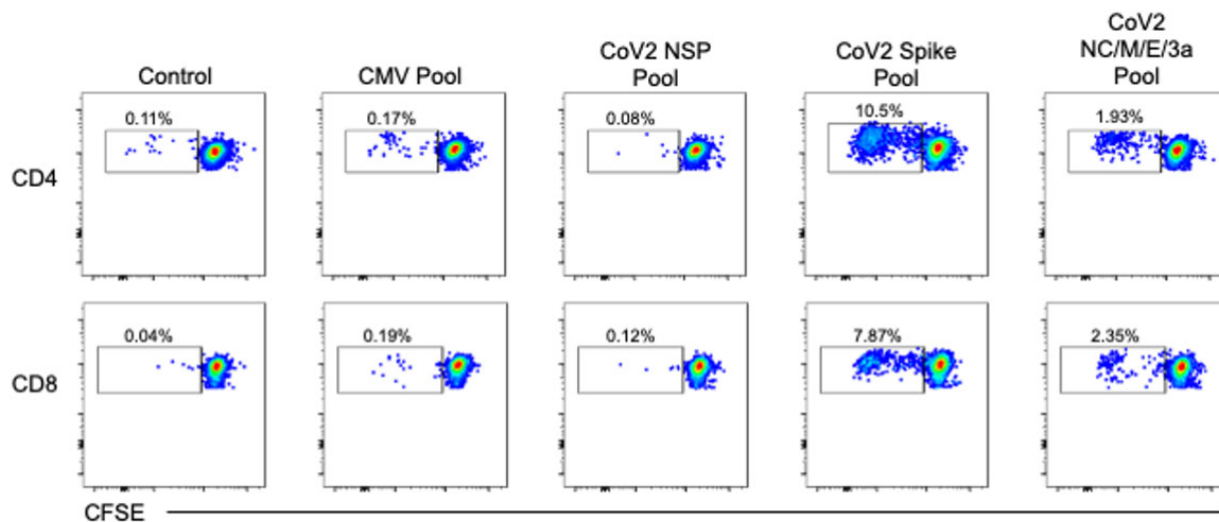 Control
CMV Pool
CoV2 NSP
Pool
CoV2 Spike
Pool
CoV2
NC/M/E/3a
Pool
CD4
0.11%
0.17%
0.08%
10.5%
1.93%
CD8
0.04%
0.19%
0.12%
7.87%
2.35%
CFSE